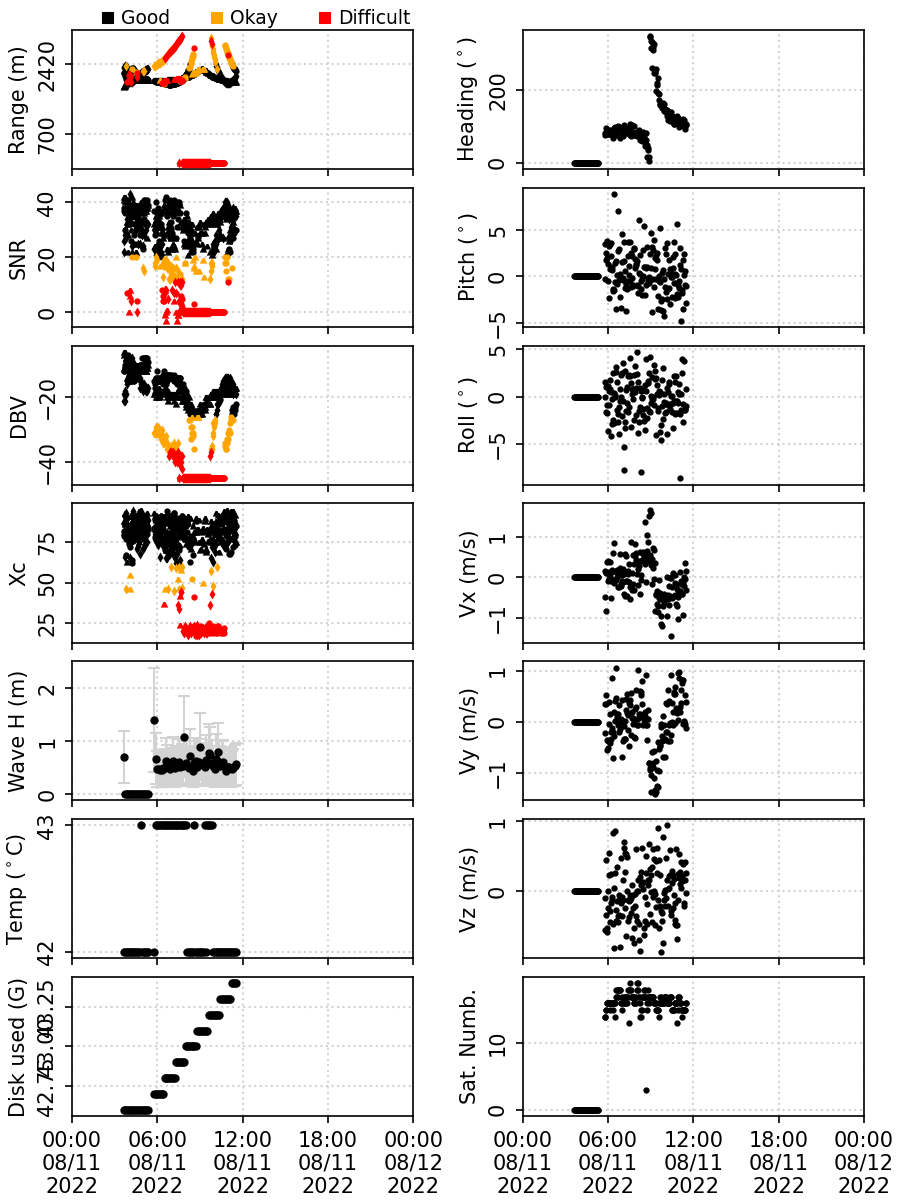 Good Okay Difficult
Range (m)
2420
700
Heading (°)
200
0
SNR
40
20
0
Pitch (°)
5
0
−5
DBV
−20
−40
Roll (°)
5
0
−5
Xc
75
50
25
Vx (m/s)
1
0
−1
Wave H (m)
2
1
0
Vy (m/s)
1
0
−1
Temp (°C)
43
42
Vz (m/s)
1
0
Disk used (G)
43.25
43.00
42.75
Sat. Numb.
10
0
00:00 06:00 12:00 18:00 00:00
08/11 08/11 08/11 08/11 08/12
2022 2022 2022 2022 2022
00:00 06:00 12:00 18:00 00:00
08/11 08/11 08/11 08/11 08/12
2022 2022 2022 2022 2022